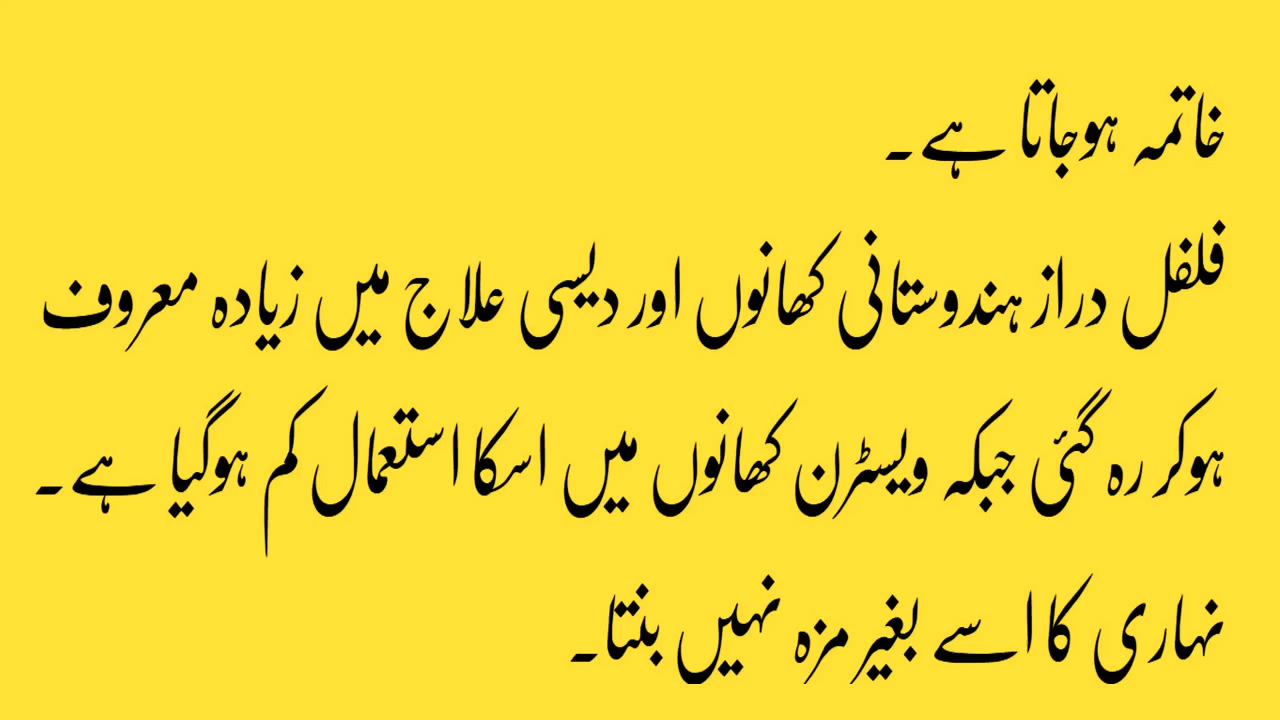 خاتمہ ہوجاتا ہے۔
فلفل دراز ہندوستانی کھانوں اور دیسی علاج میں زیادہ معروف
ہوکر رہ گئی جبکہ ویسٹرن کھانوں میں اسکا استعمال کم ہوگیا ہے۔
نہاری کا اسے بغیر مزہ نہیں بنتا۔